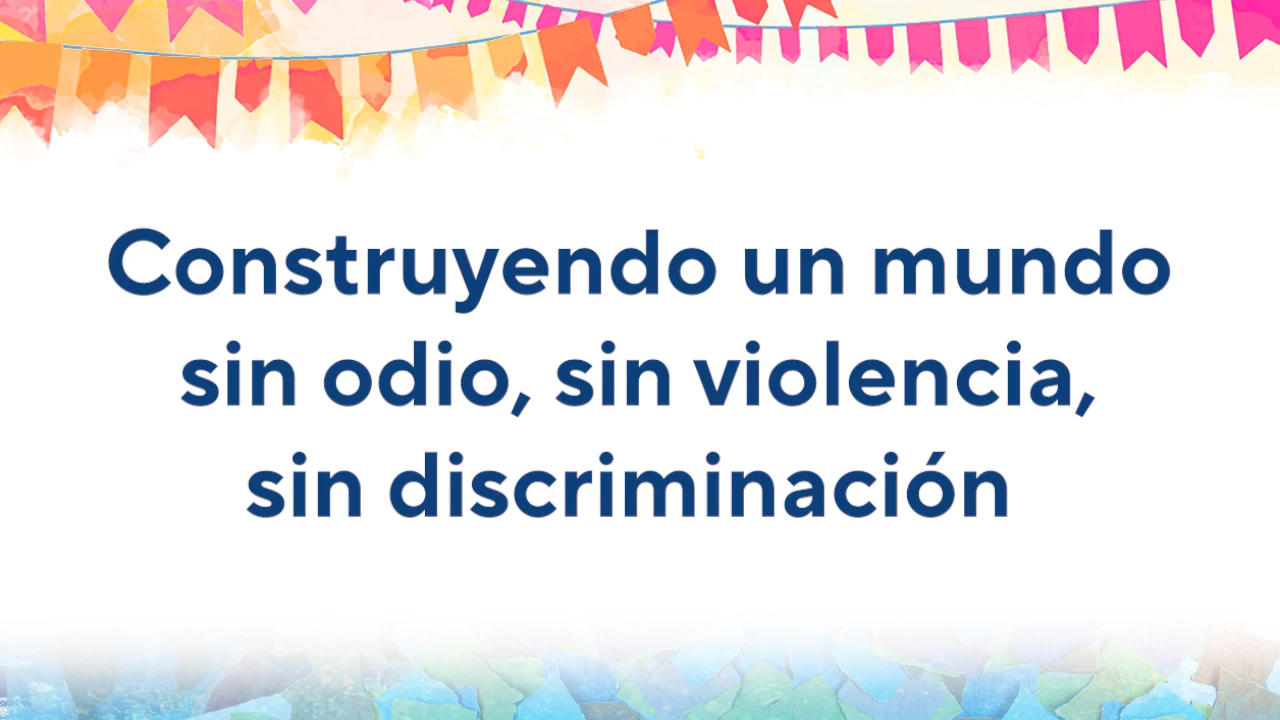 Construyendo un mundo
sin odio, sin violencia,
sin discriminación